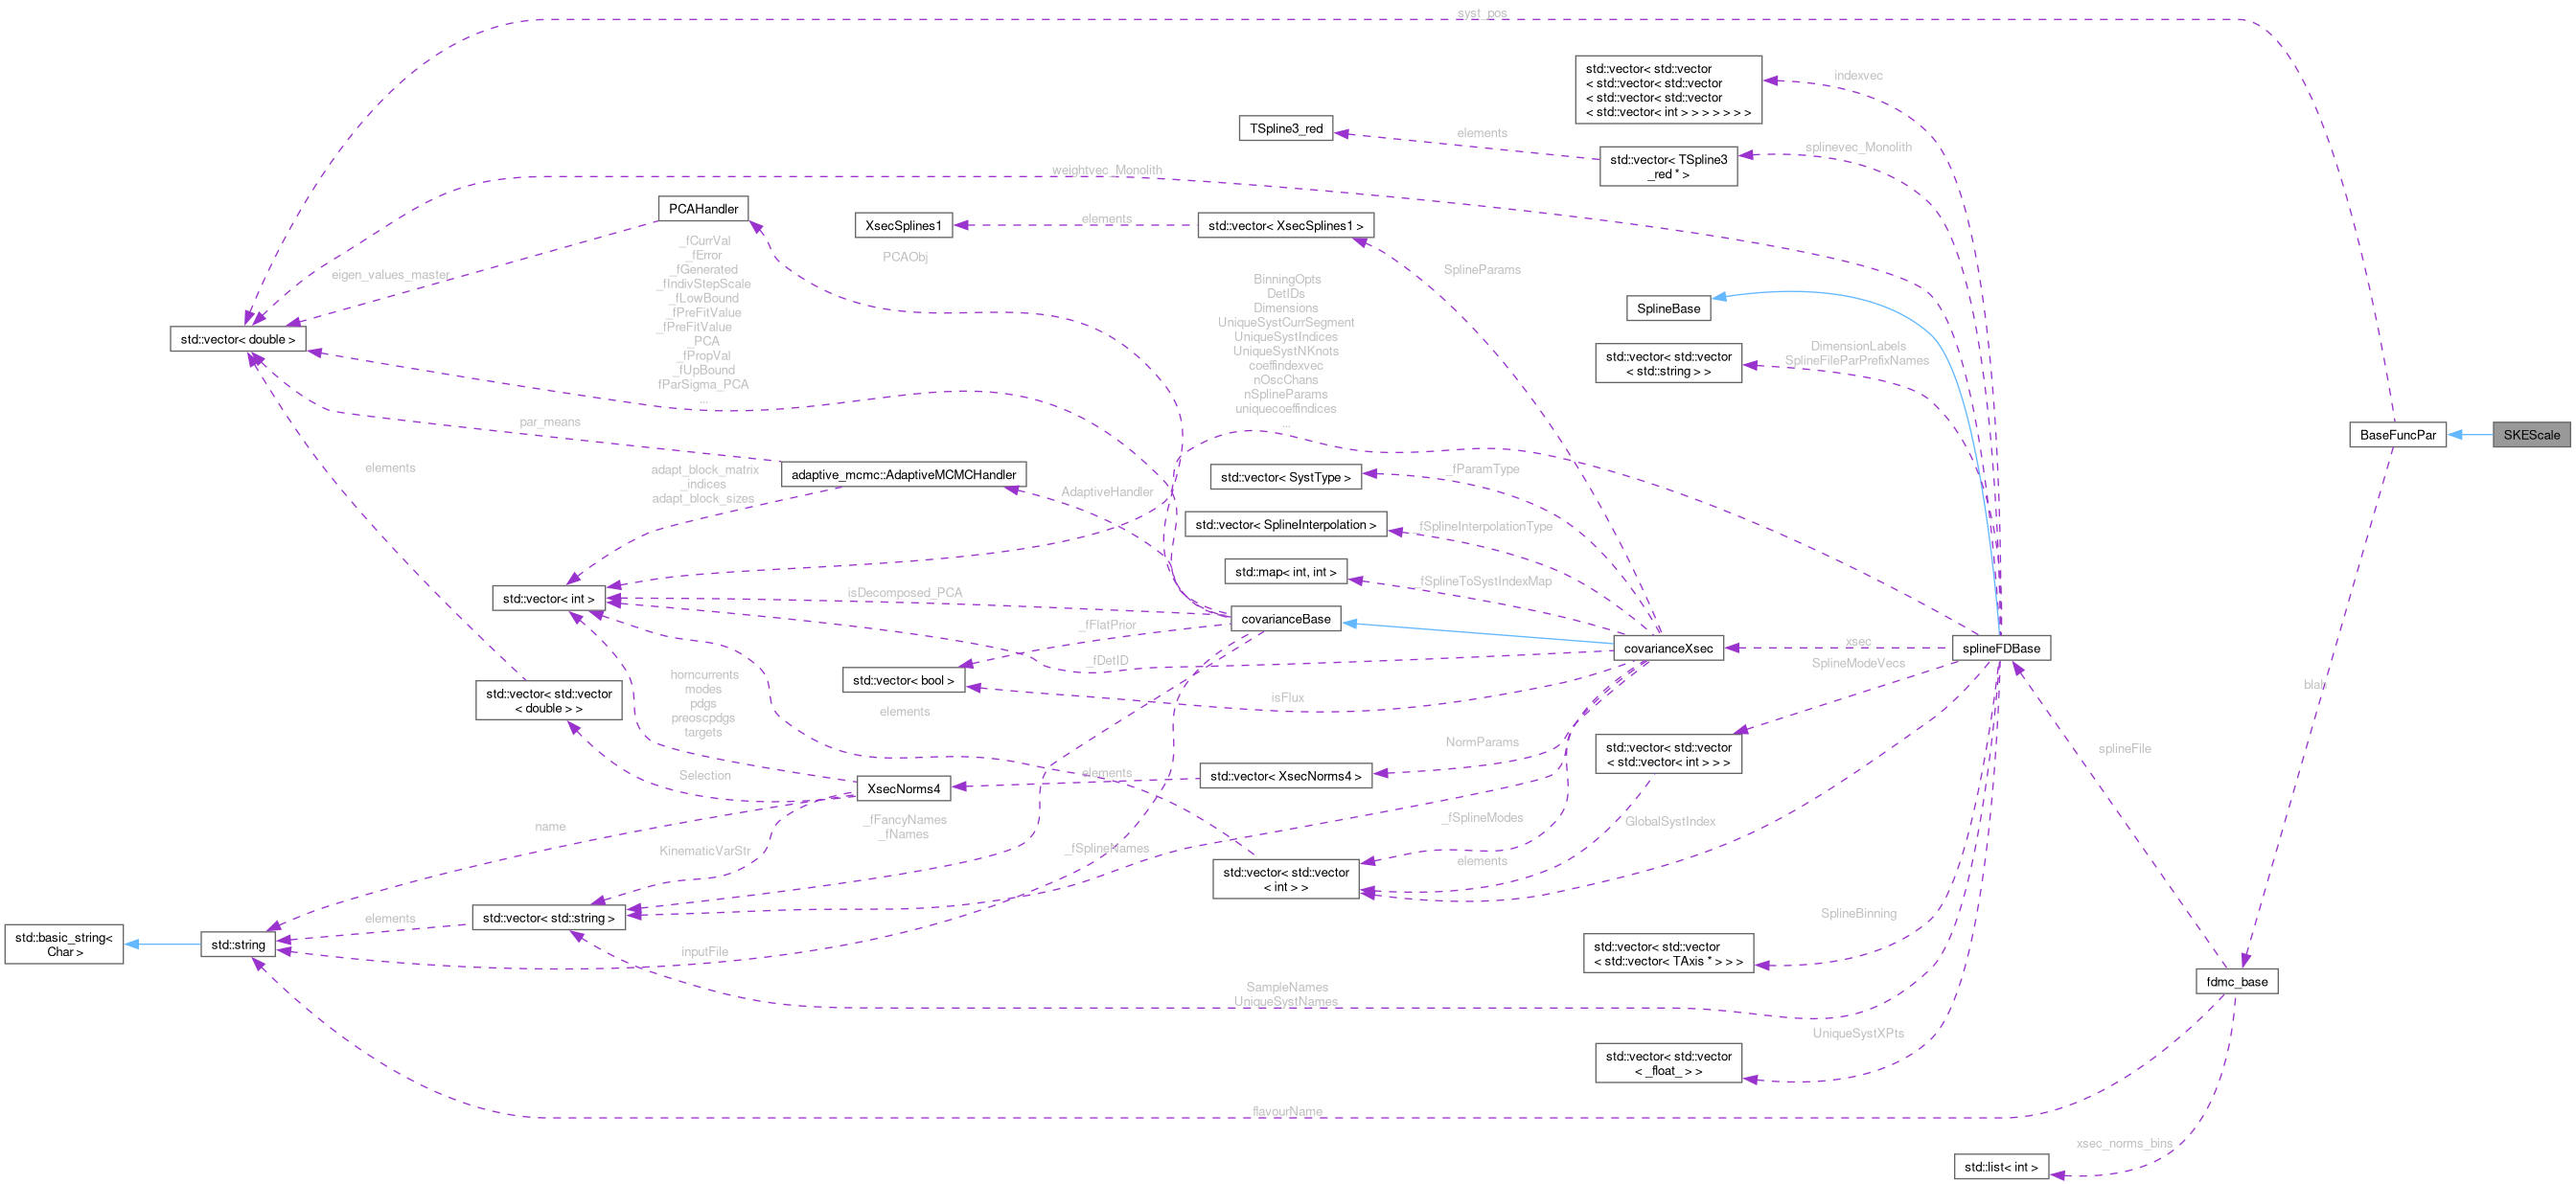 syst_pos
std::vector< std::vector
< std::vector< std::vector
< std::vector< std::vector
< std::vector< int > > > > > > >
indexvec
TSpline3_red
elements
std::vector< TSpline3
_red * >
splinevec_Monolith
weightvec_Monolith
PCAHandler
XsecSplines1
elements
std::vector< XsecSplines1 >
_fCurrVal
_fError
_fGenerated
_fIndivStepScale
_fLowBound
_fPreFitValue
_fPreFitValue
_PCA
_fPropVal
_fUpBound
fParSigma_PCA
...
PCAObj
eigen_values_master
SplineParams
BinningOpts
DetIDs
Dimensions
UniqueSystCurrSegment
UniqueSystIndices
UniqueSystNKnots
coeffindexvec
nOscChans
nSplineParams
uniquecoeffindices
...
SplineBase
std::vector< double >
std::vector< std::vector
< std::string > >
DimensionLabels
SplineFileParPrefixNames
par_means
BaseFuncPar
SKEScale
elements
adapt_block_matrix
_indices
adapt_block_sizes
adaptive_mcmc::AdaptiveMCMCHandler
AdaptiveHandler
std::vector< SystType >
_fParamType
std::vector< SplineInterpolation >
_fSplineInterpolationType
std::map< int, int >
_fSplineToSystIndexMap
std::vector< int >
isDecomposed_PCA
covarianceBase
_fFlatPrior
covarianceXsec
xsec
splineFDBase
std::vector< bool >
_fDetID
SplineModeVecs
std::vector< std::vector
< double > >
horncurrents
modes
pdgs
preoscpdgs
targets
elements
isFlux
blah
NormParams
std::vector< std::vector
< std::vector< int > > >
splineFile
Selection
XsecNorms4
elements
std::vector< XsecNorms4 >
name
_fFancyNames
_fNames
_fSplineModes
GlobalSystIndex
KinematicVarStr
_fSplineNames
elements
std::vector< std::vector
< int > >
std::vector< std::string >
elements
SplineBinning
std::basic_string<
Char >
std::string
inputFile
std::vector< std::vector
< std::vector< TAxis * > > >
fdmc_base
SampleNames
UniqueSystNames
UniqueSystXPts
std::vector< std::vector
< _float_ > >
flavourName
xsec_norms_bins
std::list< int >